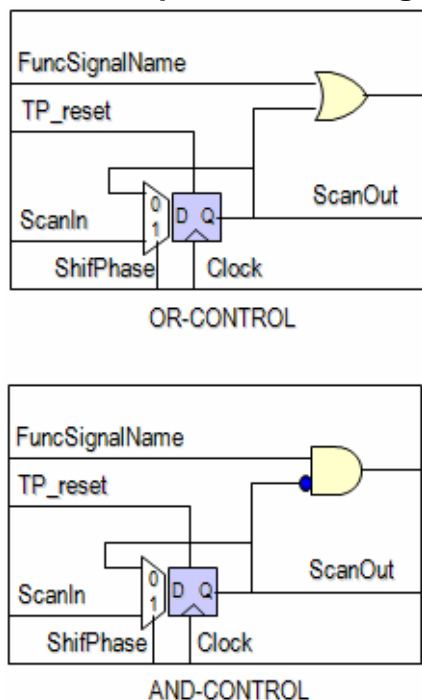 FuncSignalName
TP_reset
0
D Q
ScanOut
ScanIn
1
ShifPhase
Clock
OR-CONTROL
FuncSignalName
TP_reset
0
D Q
ScanOut
ScanIn
1
ShifPhase
Clock
AND-CONTROL